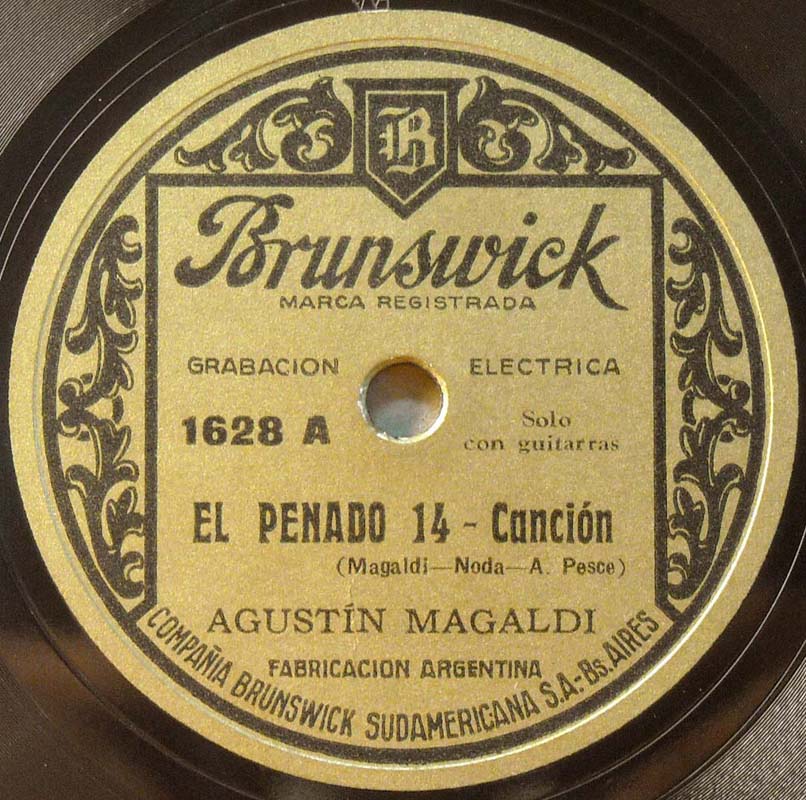 B
Brunswick
MARCA REGISTRADA
GRABACION ELECTRICA
1628 A
Solo
con guitarras
EL PENADO 14 - Canción
(Magaldi—Noda—A. Pesce)
AGUSTÍN MAGALDI
FABRICACION ARGENTINA
COMPAÑIA BRUNSWICK SUDAMERICANA S.A.-Bs. AIRES